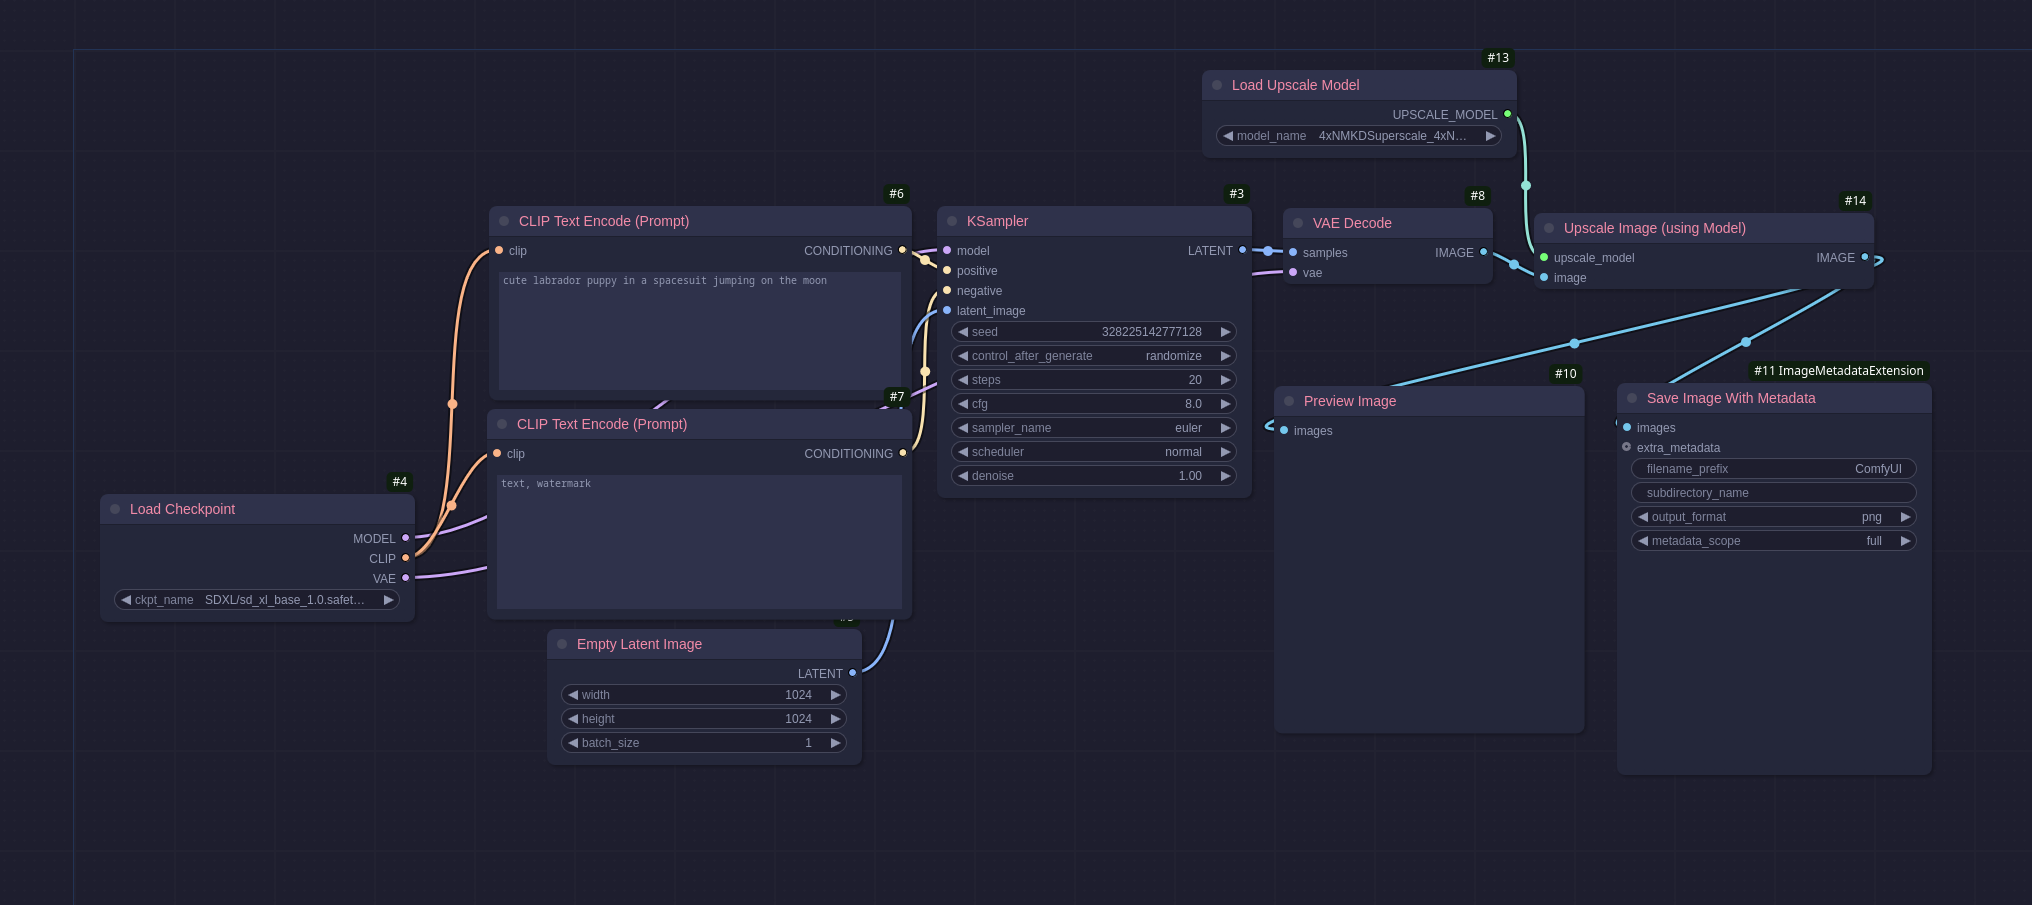 #13
Load Upscale Model
UPSCALE_MODEL
model_name 4xNMKDSuperscale_4xN...
#6
CLIP Text Encode (Prompt)
clip CONDITIONING
cute labrador puppy in a spacesuit jumping on the moon
#7
CLIP Text Encode (Prompt)
clip CONDITIONING
text, watermark
#4
Load Checkpoint
MODEL
CLIP
VAE
ckpt_name SDXL/sd_xl_base_1.0.safet...
Empty Latent Image
LATENT
width 1024
height 1024
batch_size 1
#3
KSampler
model LATENT
positive
negative
latent_image
seed 328225142777128
control_after_generate randomize
steps 20
cfg 8.0
sampler_name euler
scheduler normal
denoise 1.00
#8
VAE Decode
samples IMAGE
vae
#14
Upscale Image (using Model)
upscale_model IMAGE
image
#10
Preview Image
images
#11 ImageMetadataExtension
Save Image With Metadata
images
extra_metadata
filename_prefix ComfyUI
subdirectory_name
output_format png
metadata_scope full